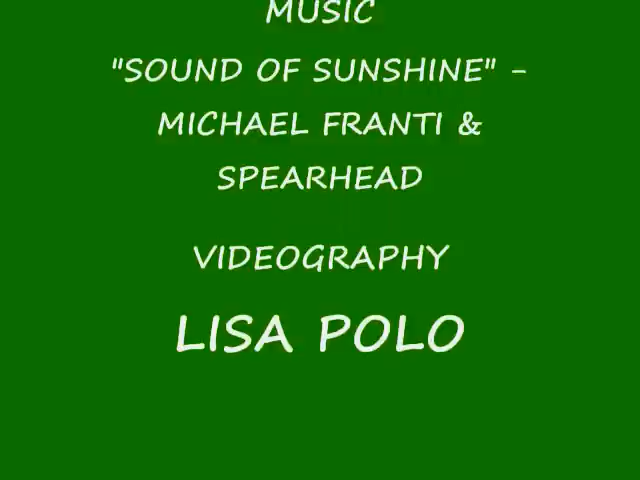 MUSIC
"SOUND OF SUNSHINE" -
MICHAEL FRANTI &
SPEARHEAD
VIDEOGRAPHY
LISA POLO